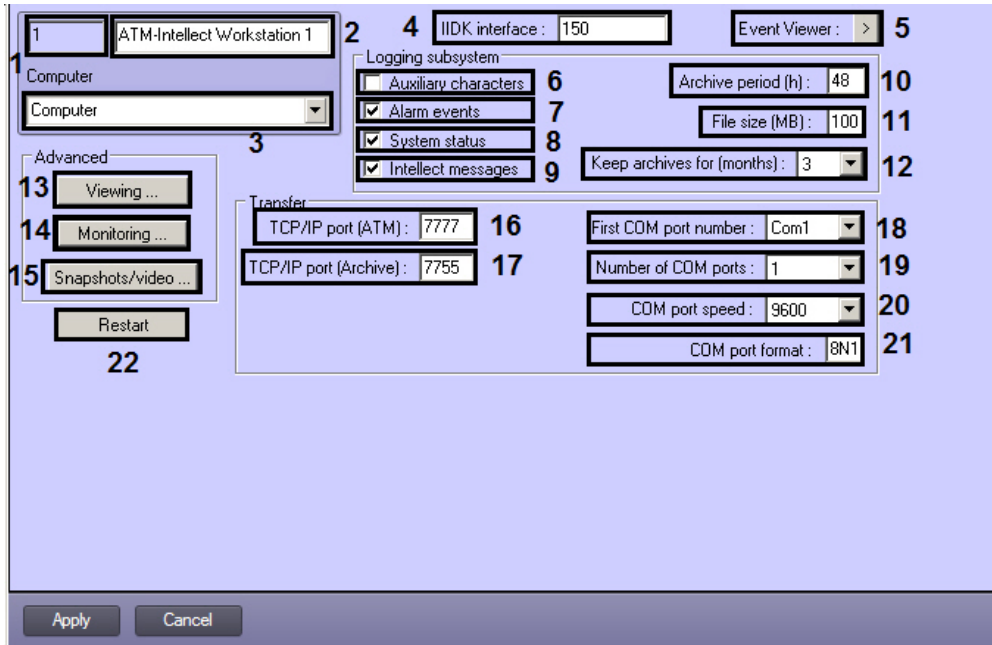 1 ATM-Intellect Workstation 1 2
1
Computer
Computer
3
4 IIDK interface : 150
Event Viewer : > 5
Logging subsystem
Auxiliary characters 6
Alarm events 7
System status 8
Intellect messages 9
Archive period (h) : 48 10
File size (MB) : 100 11
Keep archives for (months) : 3 12
Advanced
13 Viewing ...
14 Monitoring ...
15 Snapshots/video ...
Restart
22
Transfer
TCP/IP port (ATM) : 7777 16
TCP/IP port (Archive) : 7755 17
First COM port number : Com1 18
Number of COM ports : 1 19
COM port speed : 9600 20
COM port format : 8N1 21
Apply Cancel